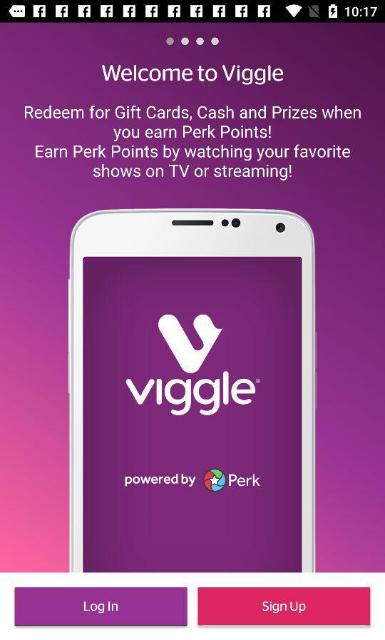 10:17
Welcome to Viggle
Redeem for Gift Cards, Cash and Prizes when
you earn Perk Points!
Earn Perk Points by watching your favorite
shows on TV or streaming!
viggle
powered by Perk
Log In
Sign Up